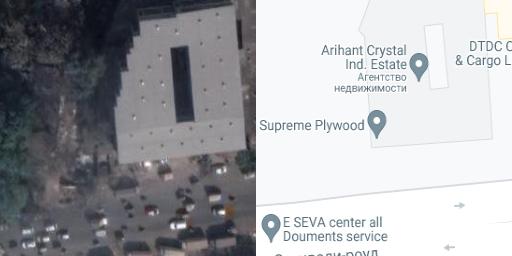 Arihant Crystal
Ind. Estate
Агентство
недвижимости
DTDC
& Cargo L
Supreme Plywood
E SEVA center all
Douments service